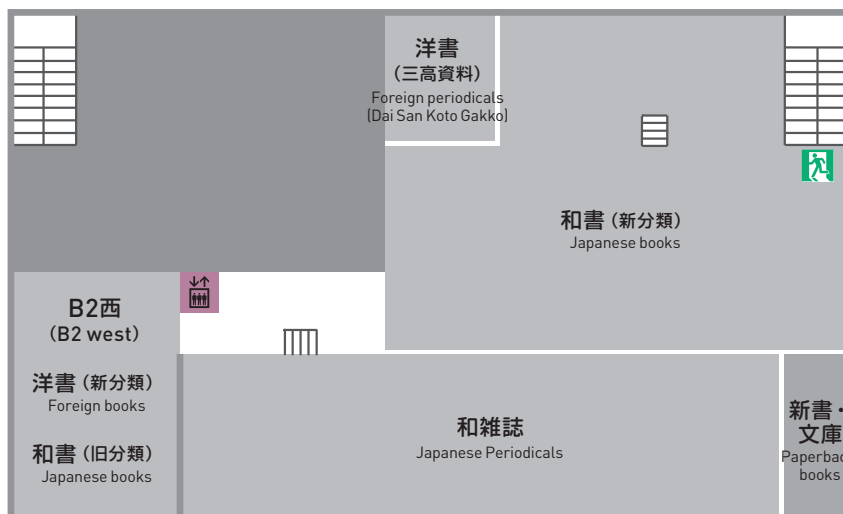 洋書
（三高資料）
Foreign periodicals
(Dai San Koto Gakko)
和書（新分類）
Japanese books
B2西
（B2 west）
洋書（新分類）
Foreign books
和書（旧分類）
Japanese books
和雑誌
Japanese Periodicals
新書・
文庫
Paperbac
books